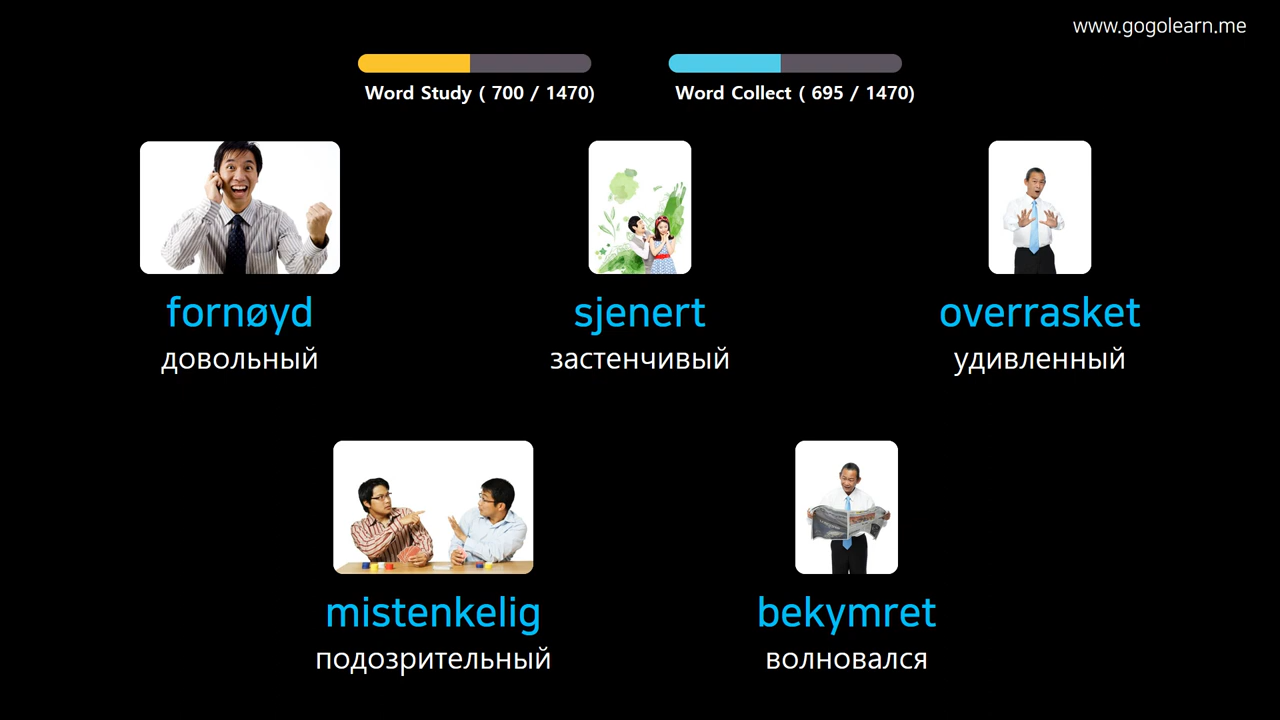 www.gogolearn.me
Word Study ( 700 / 1470)
Word Collect ( 695 / 1470)
fornøyd
довольный
sjenert
застенчивый
overrasket
удивленный
mistenkelig
подозрительный
bekymret
волновался